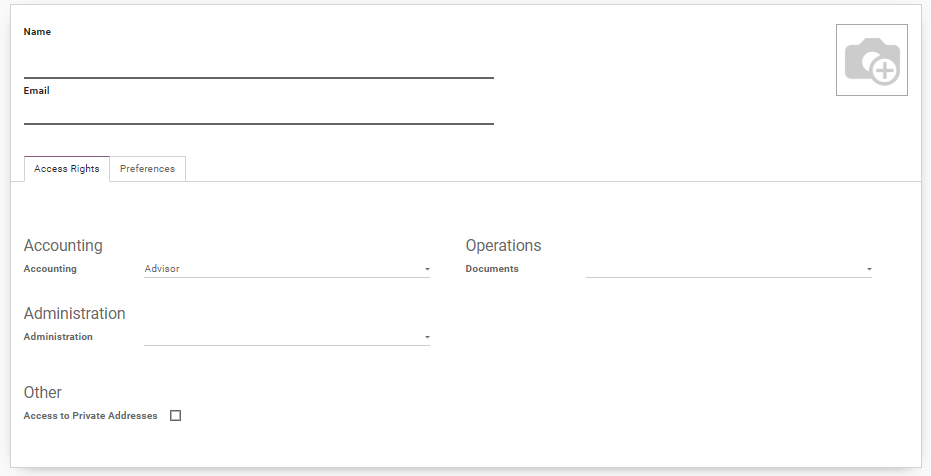 Name
Email
Access Rights Preferences
Accounting
Accounting Advisor
Operations
Documents
Administration
Administration
Other
Access to Private Addresses